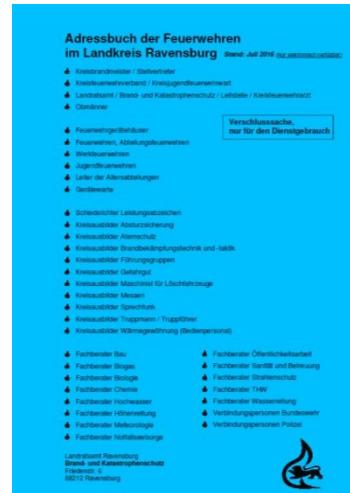 Adressbuch der Feuerwehren
im Landkreis Ravensburg Stand: Juli 2016 (nur elektronisch verfügbar)
Kreisbrandmeister / Stellvertreter
Kreisfeuerwehrverband / Kreisjugendfeuerwehrwart
Landratsamt / Brand- und Katastrophenschutz / Leitstelle / Kreisfeuerwehrarzt
Obmänner
Verschlusssache,
nur für den Dienstgebrauch
Feuerwehrgerätehäuser
Feuerwehren, Abteilungsfeuerwehren
Werkfeuerwehren
Jugendfeuerwehren
Leiter der Altersabteilungen
Gerätewarte
Schiedsrichter Leistungsabzeichen
Kreisausbilder Absturzsicherung
Kreisausbilder Atemschutz
Kreisausbilder Brandbekämpfungstechnik und -taktik
Kreisausbilder Führungsgruppen
Kreisausbilder Gefahrgut
Kreisausbilder Maschinist für Löschfahrzeuge
Kreisausbilder Messen
Kreisausbilder Sprechfunk
Kreisausbilder Truppmann / Truppführer
Kreisausbilder Wärmegewöhnung (Bedienpersonal)
Fachberater Bau
Fachberater Biogas
Fachberater Biologie
Fachberater Chemie
Fachberater Hochwasser
Fachberater Höhenrettung
Fachberater Meteorologie
Fachberater Notfallseelsorge
Fachberater Öffentlichkeitsarbeit
Fachberater Sanität und Betreuung
Fachberater Strahlenschutz
Fachberater THW
Fachberater Wasserrettung
Verbindungspersonen Bundeswehr
Verbindungspersonen Polizei
Landratsamt Ravensburg
Brand- und Katastrophenschutz
Friedenstr. 6
88212 Ravensburg